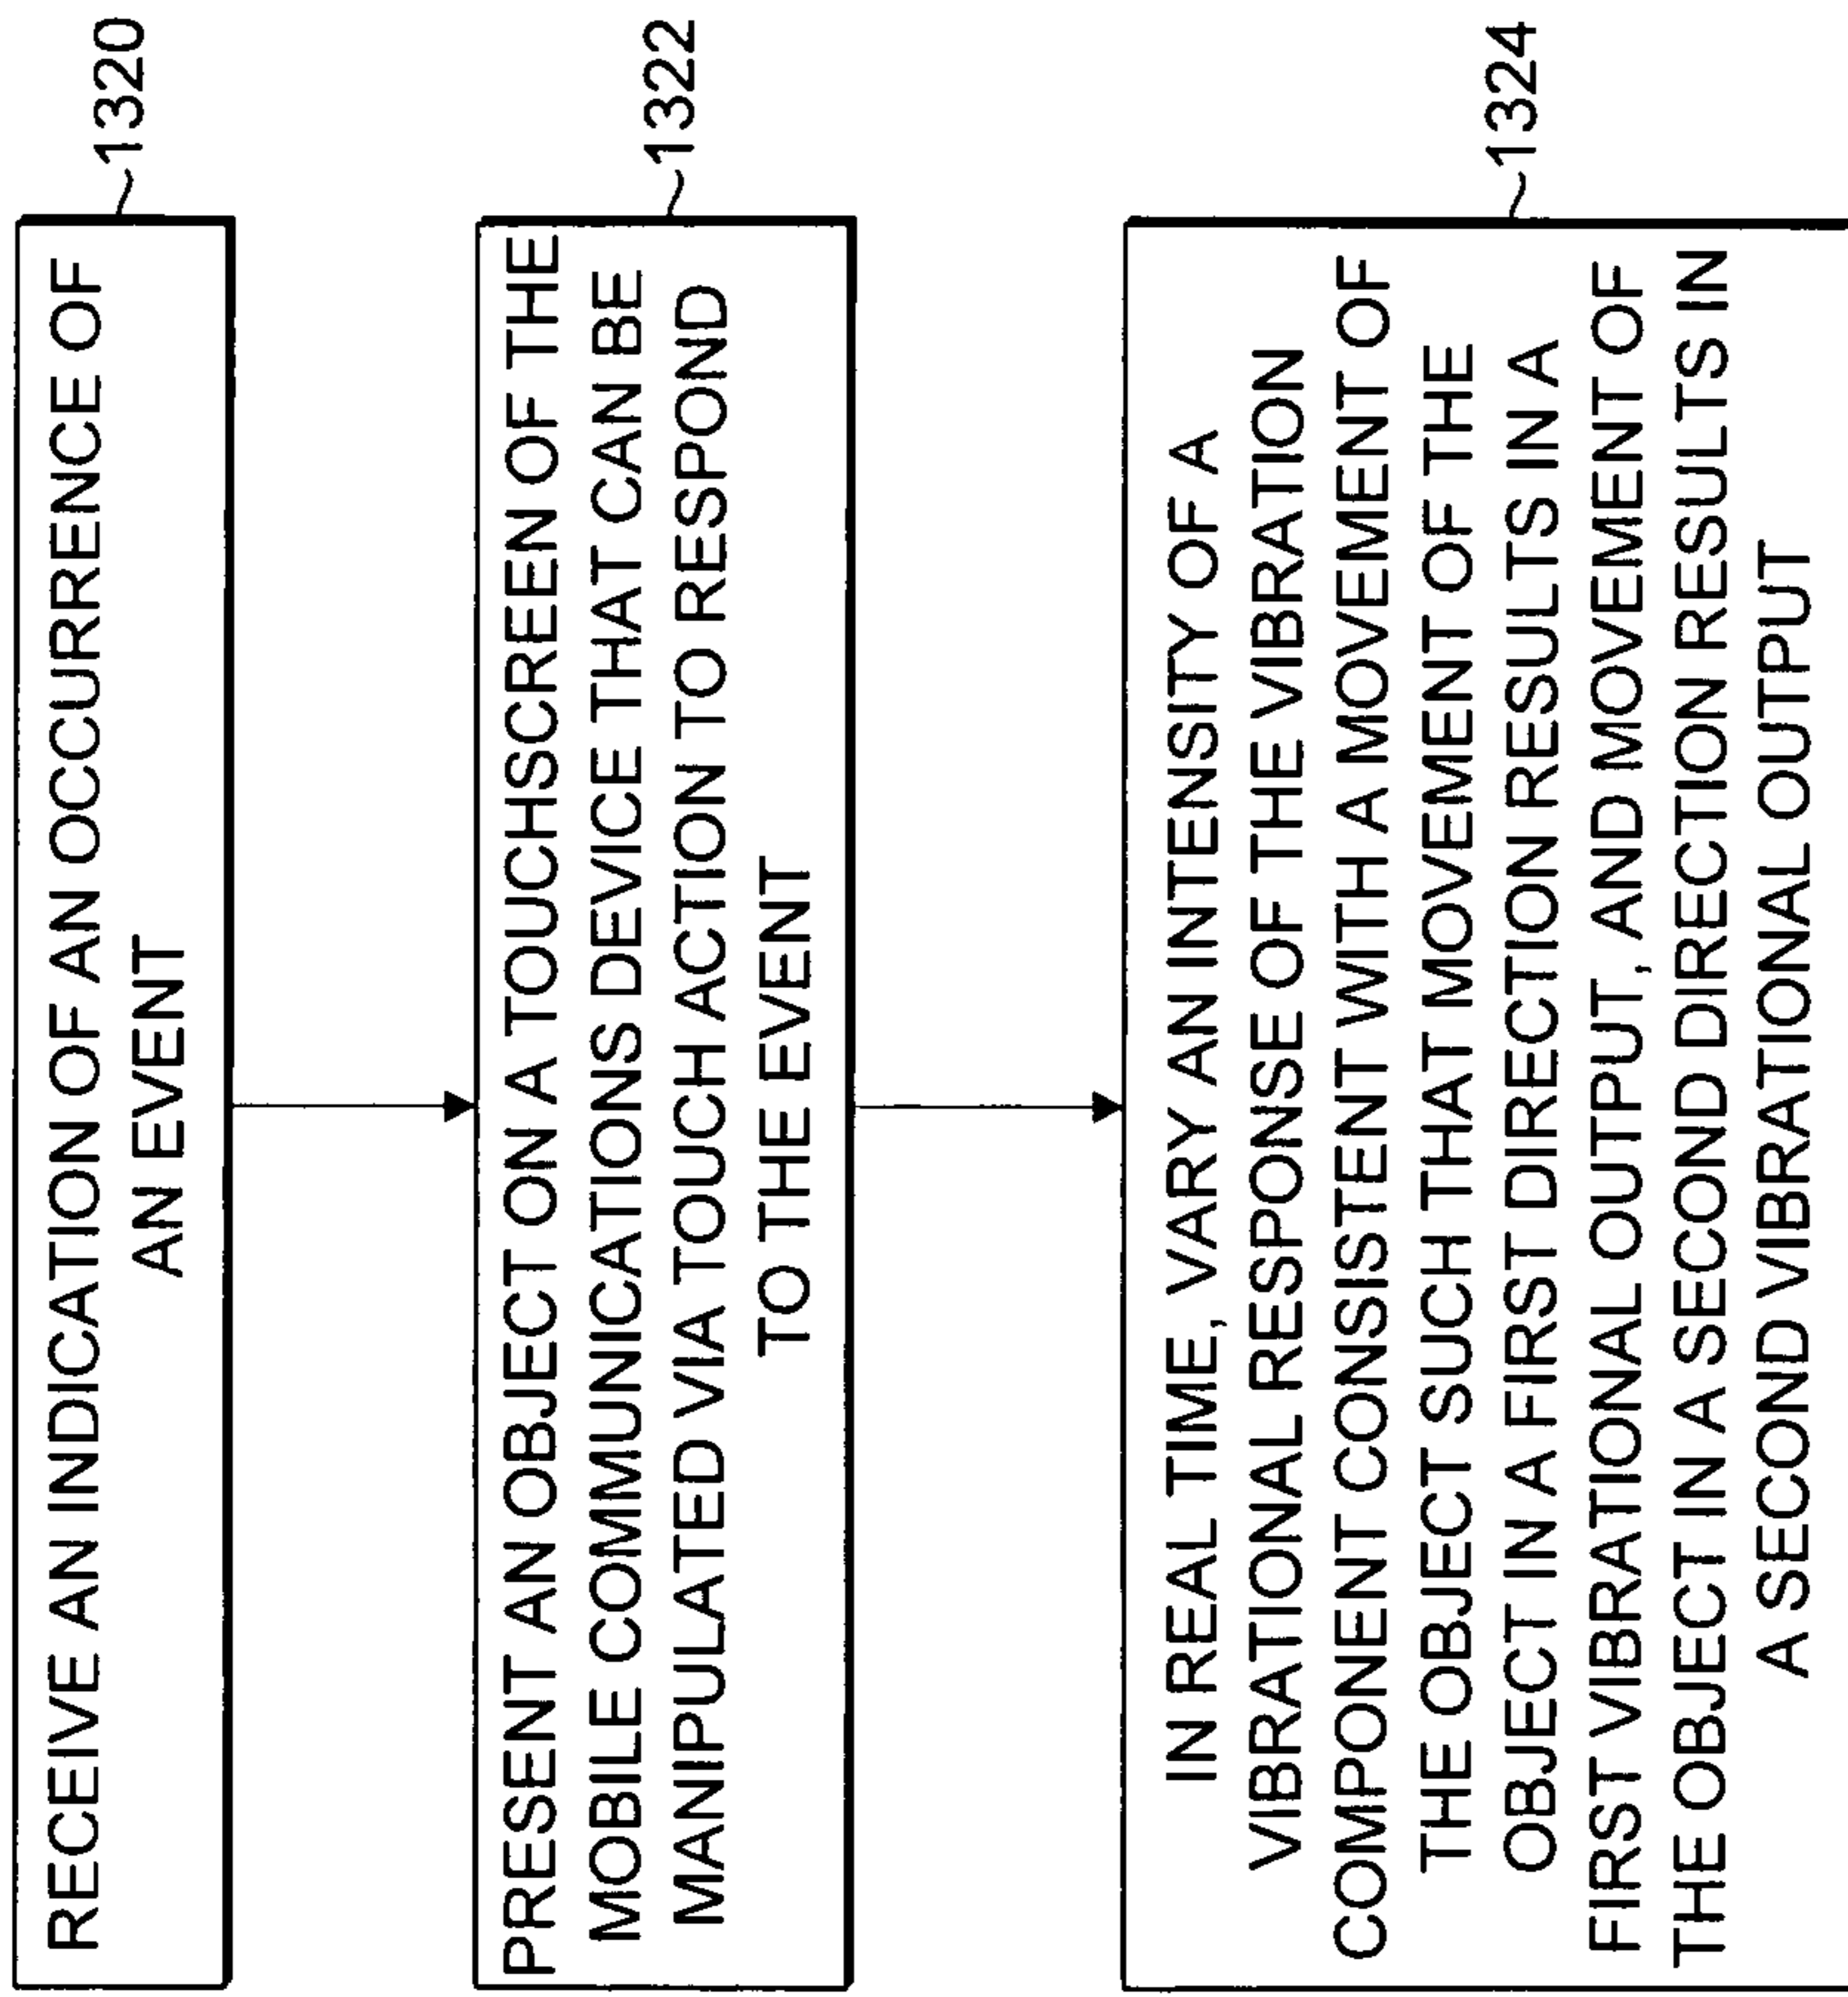 RECEIVE AN INDICATION OF AN OCCURRENCE OF
AN EVENT
1320
PRESENT AN OBJECT ON A TOUCHSCREEN OF THE
MOBILE COMMUNICATIONS DEVICE THAT CAN BE
MANIPULATED VIA TOUCH ACTION TO RESPOND
TO THE EVENT
1322
IN REAL TIME, VARY AN INTENSITY OF A
VIBRATIONAL RESPONSE OF THE VIBRATION
COMPONENT CONSISTENT WITH A MOVEMENT OF
THE OBJECT SUCH THAT MOVEMENT OF THE
OBJECT IN A FIRST DIRECTION RESULTS IN A
FIRST VIBRATIONAL OUTPUT, AND MOVEMENT OF
THE OBJECT IN A SECOND DIRECTION RESULTS IN
A SECOND VIBRATIONAL OUTPUT
1324